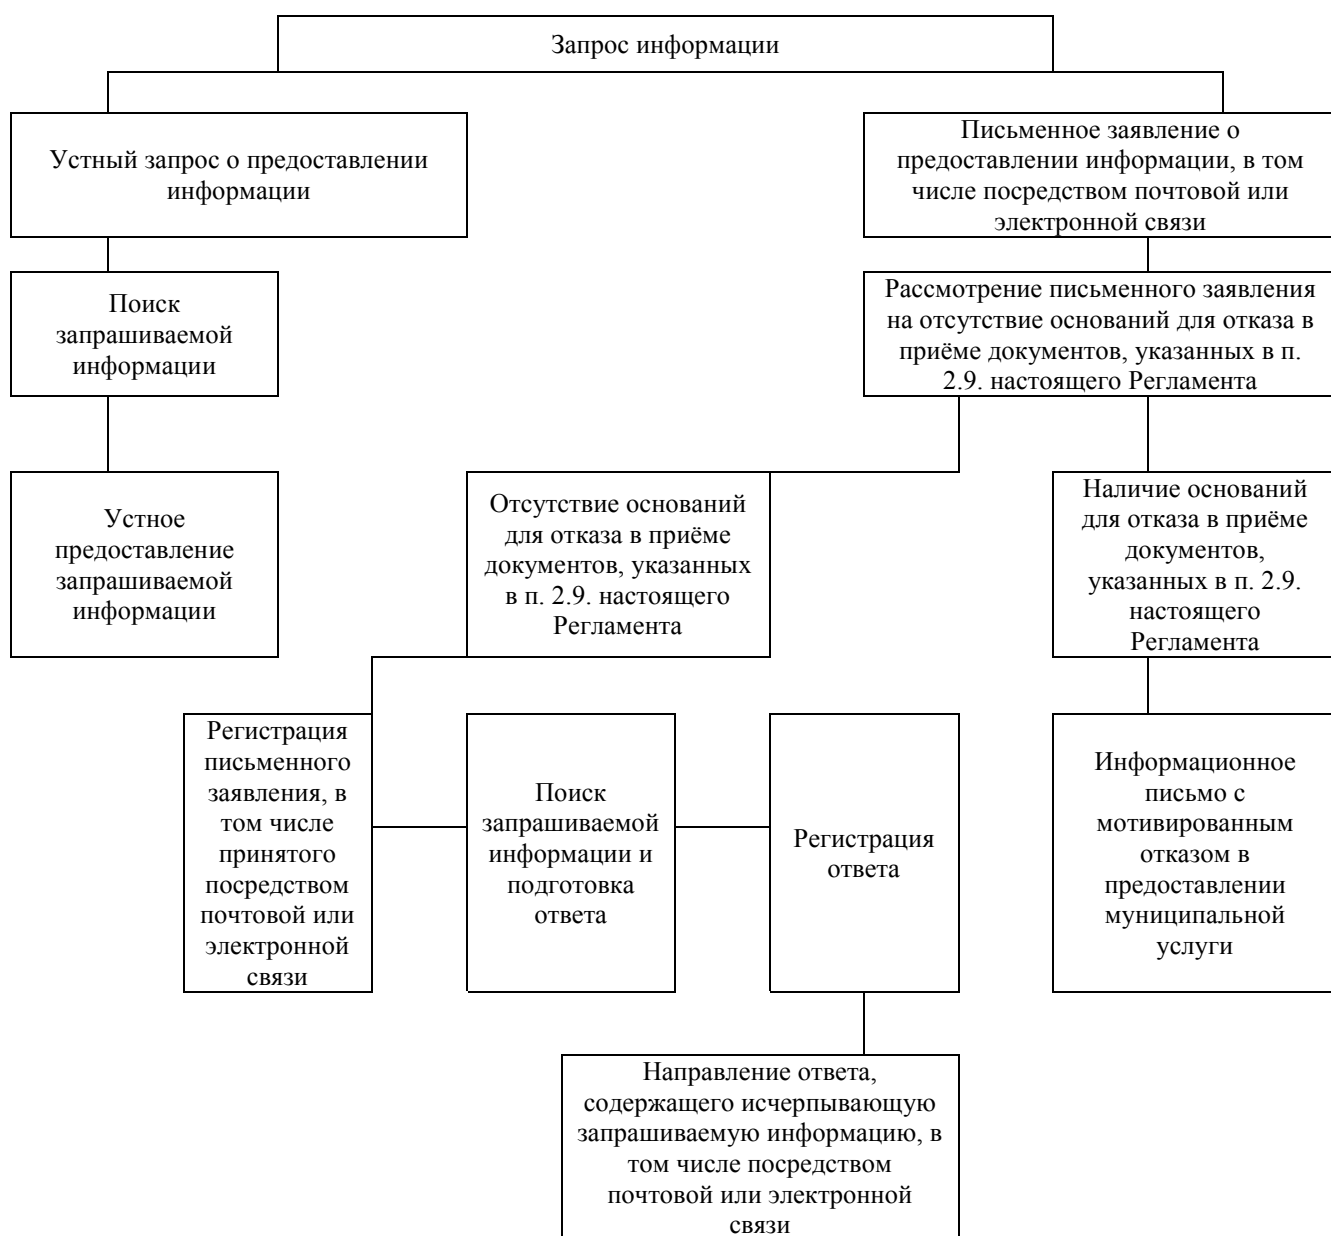 Запрос информации
Устный запрос о предоставлении
информации
Письменное заявление о
предоставлении информации, в том
числе посредством почтовой или
электронной связи
Поиск
запрашиваемой
информации
Рассмотрение письменного заявления
на отсутствие оснований для отказа в
приёме документов, указанных в п.
2.9. настоящего Регламента
Устное
предоставление
запрашиваемой
информации
Отсутствие оснований
для отказа в приёме
документов, указанных
в п. 2.9. настоящего
Регламента
Наличие оснований
для отказа в приёме
документов,
указанных в п. 2.9.
настоящего
Регламента
Регистрация
письменного
заявления, в
том числе
принятого
посредством
почтовой или
электронной
связи
Поиск
запрашиваемой
информации и
подготовка
ответа
Регистрация
ответа
Информационное
письмо с
мотивированным
отказом в
предоставлении
муниципальной
услуги
Направление ответа,
содержащего исчерпывающую
запрашиваемую информацию, в
том числе посредством
почтовой или электронной
связи